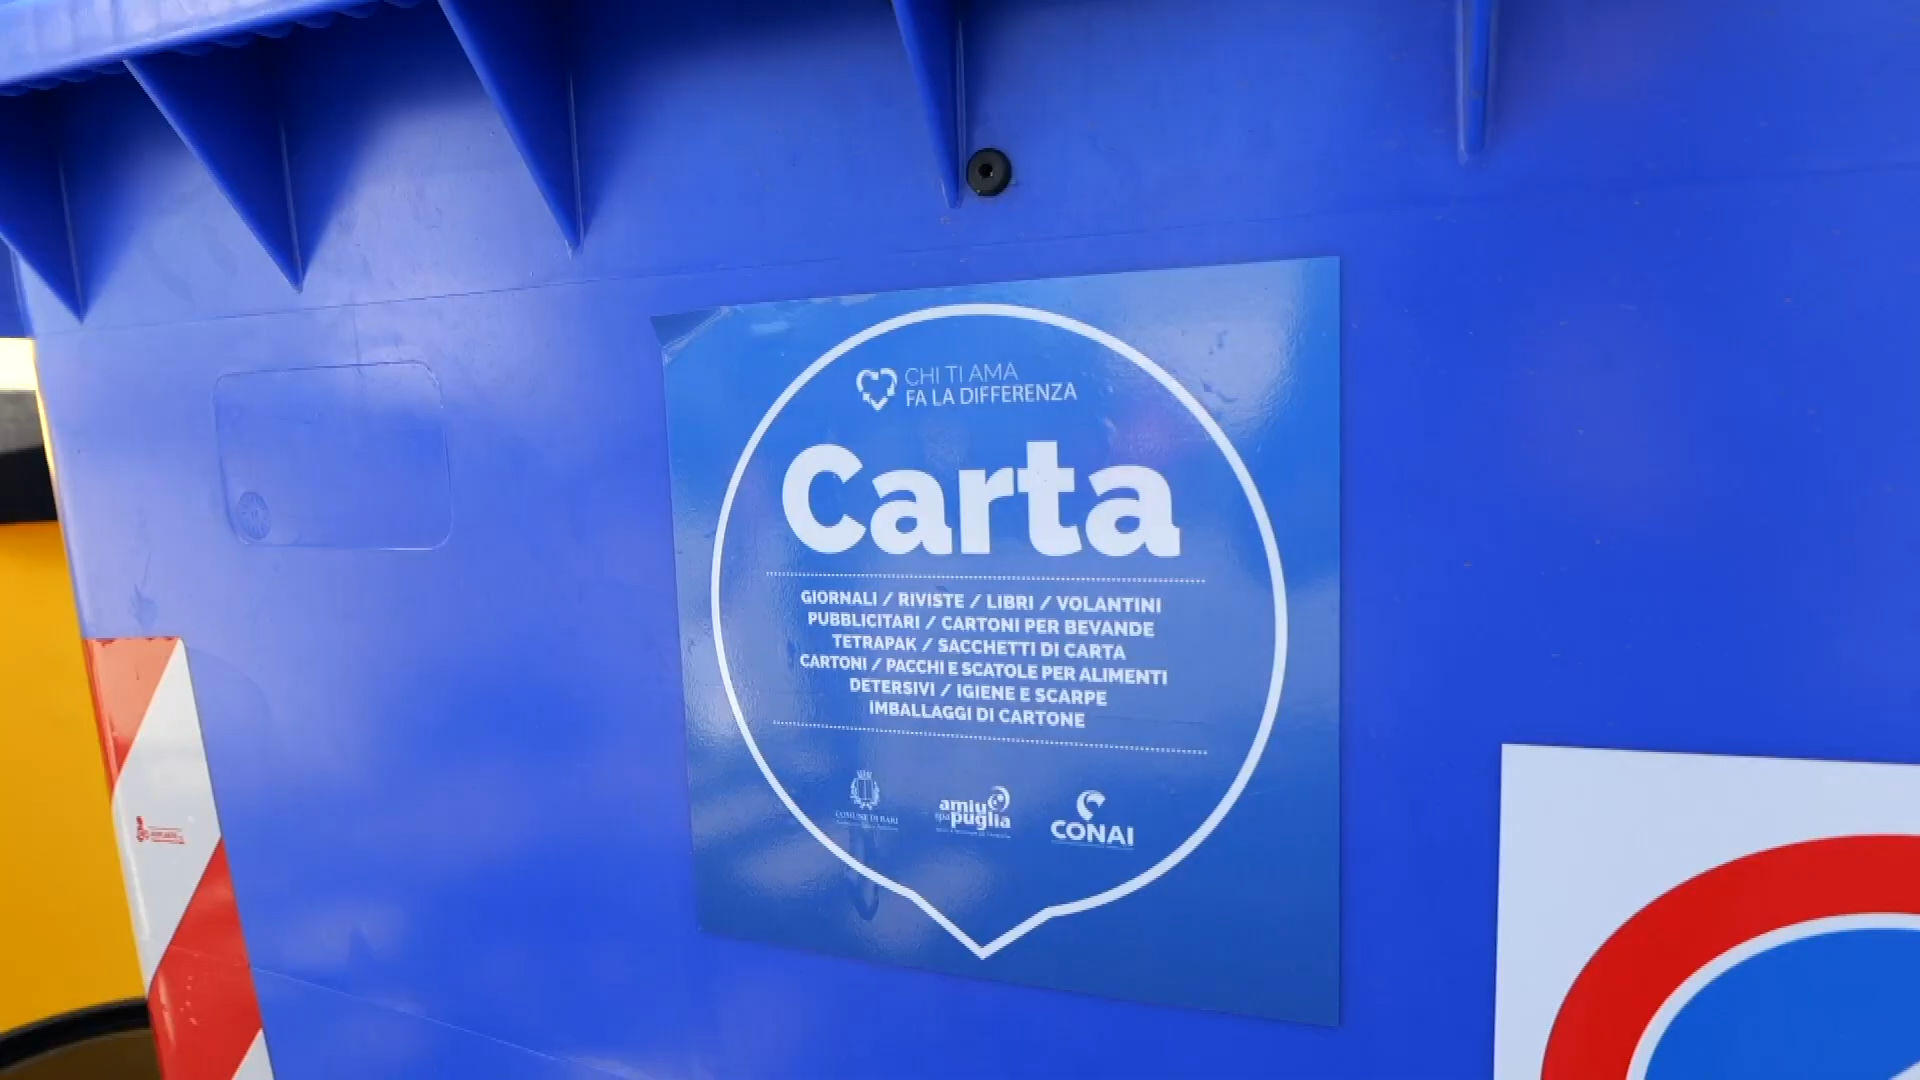 CHI TI AMA
FA LA DIFFERENZA
Carta
GIORNALI / RIVISTE / LIBRI / VOLANTINI
PUBBLICITARI / CARTONI PER BEVANDE
TETRAPAK / SACCHETTI DI CARTA
CARTONI / PACCHI E SCATOLE PER ALIMENTI
DETERSIVI / IGIENE E SCARPE
IMBALLAGGI DI CARTONE
COMUNE DI BARI
amiu
spa puglia
CONAI